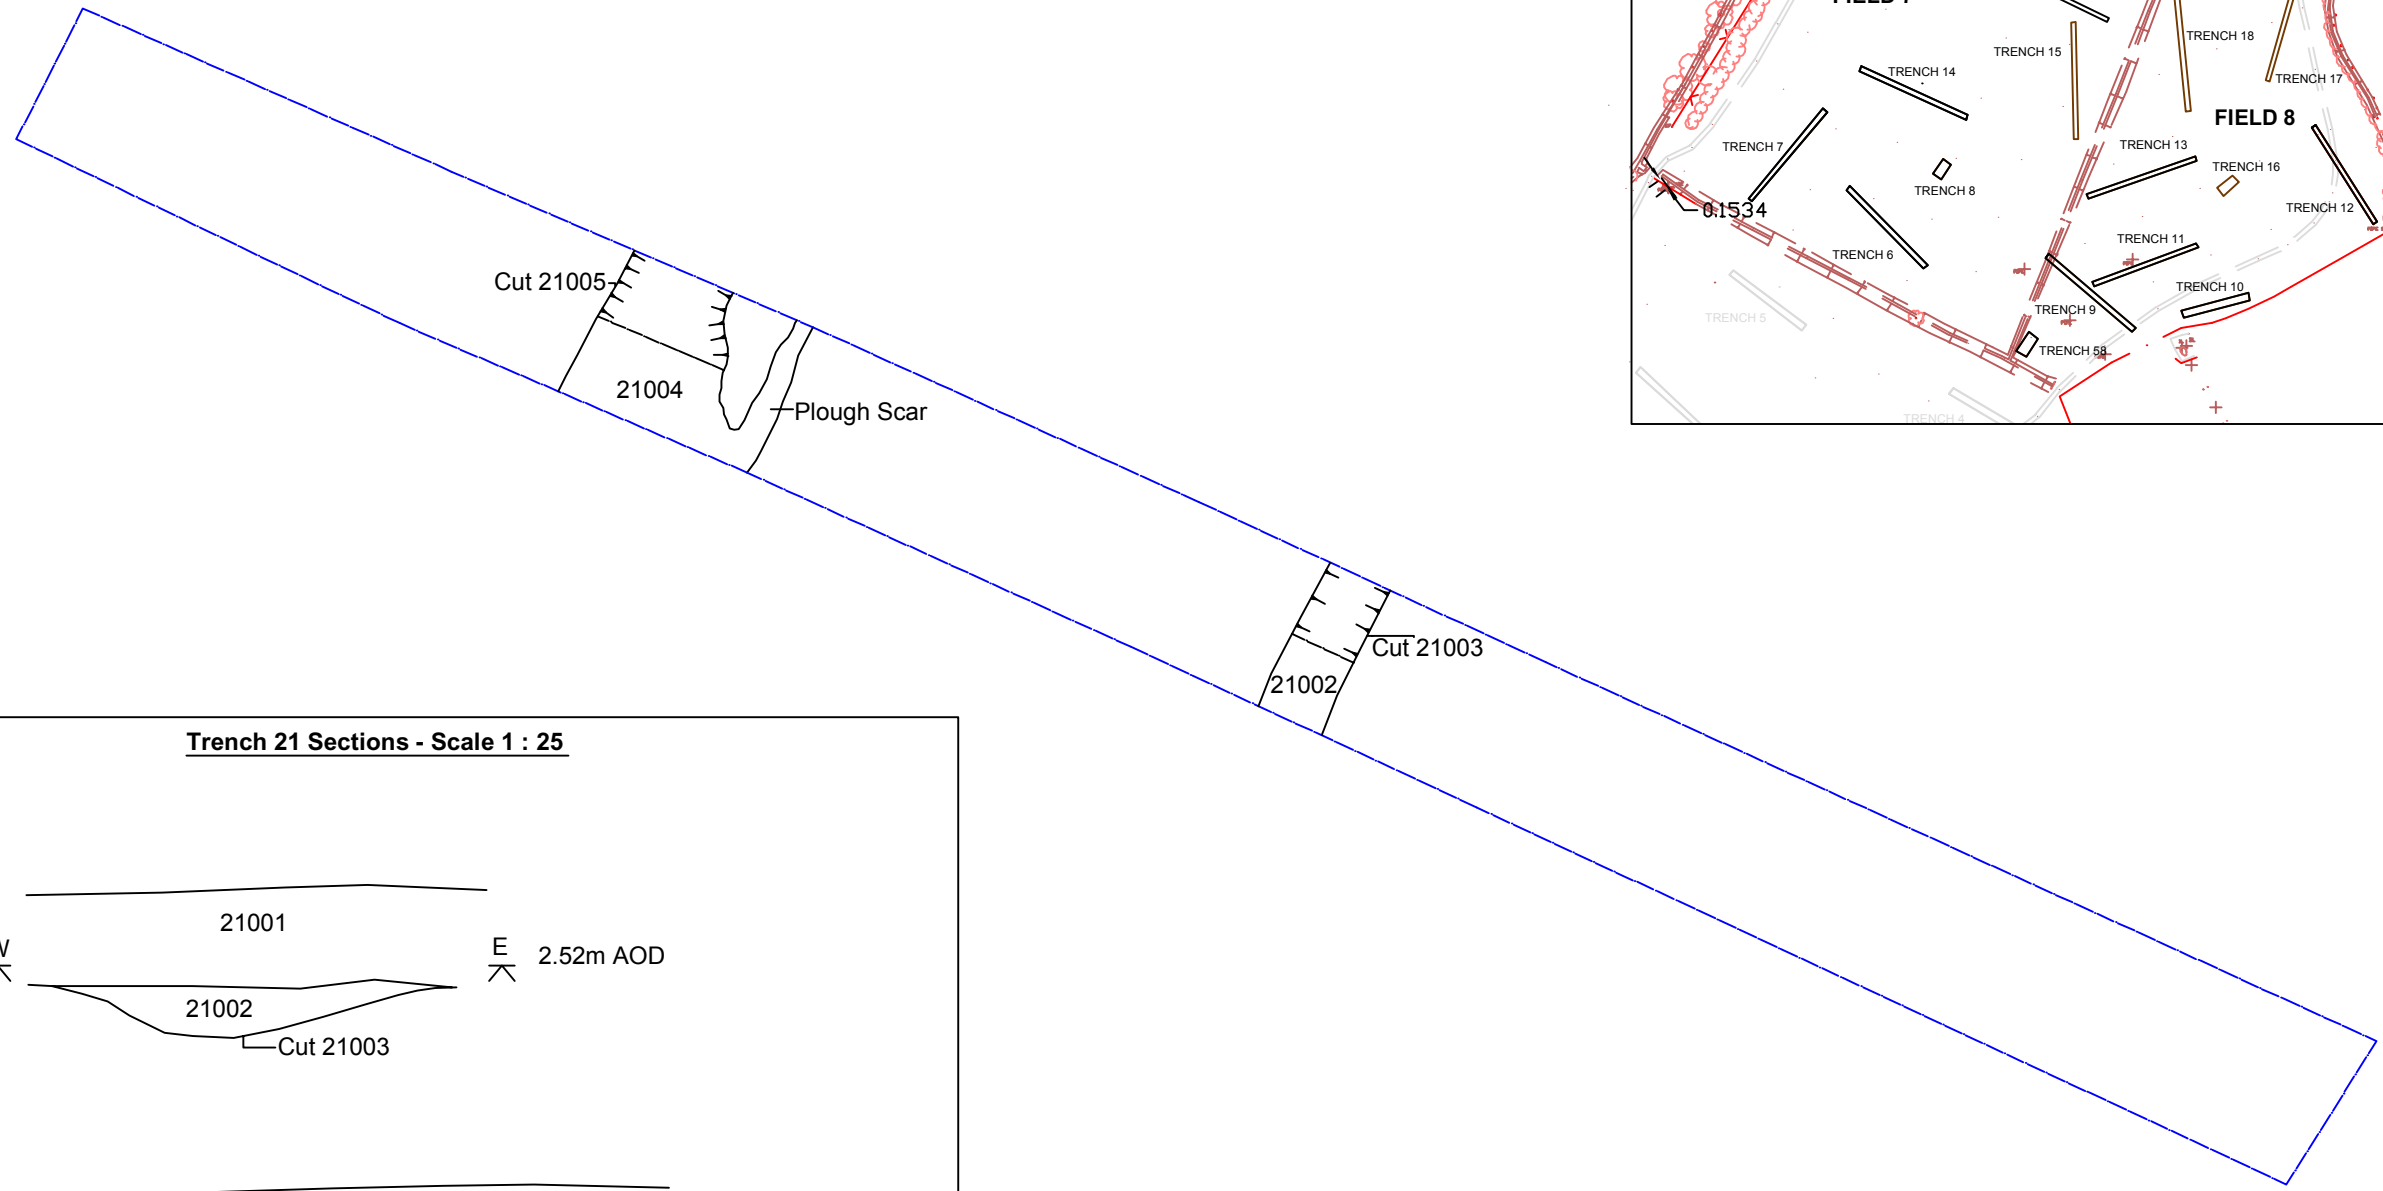 TRENCH 15
TRENCH 18
TRENCH 14
TRENCH 17
FIELD 8
TRENCH 7
TRENCH 13
TRENCH 16
TRENCH 8
0.1534
TRENCH 12
TRENCH 11
TRENCH 6
TRENCH 10
TRENCH 9
TRENCH 5
TRENCH 58
TRENCH 4
Cut 21005
21004
Plough Scar
Cut 21003
21002
Trench 21 Sections - Scale 1 : 25
21001
W
E
2.52m AOD
21002
Cut 21003